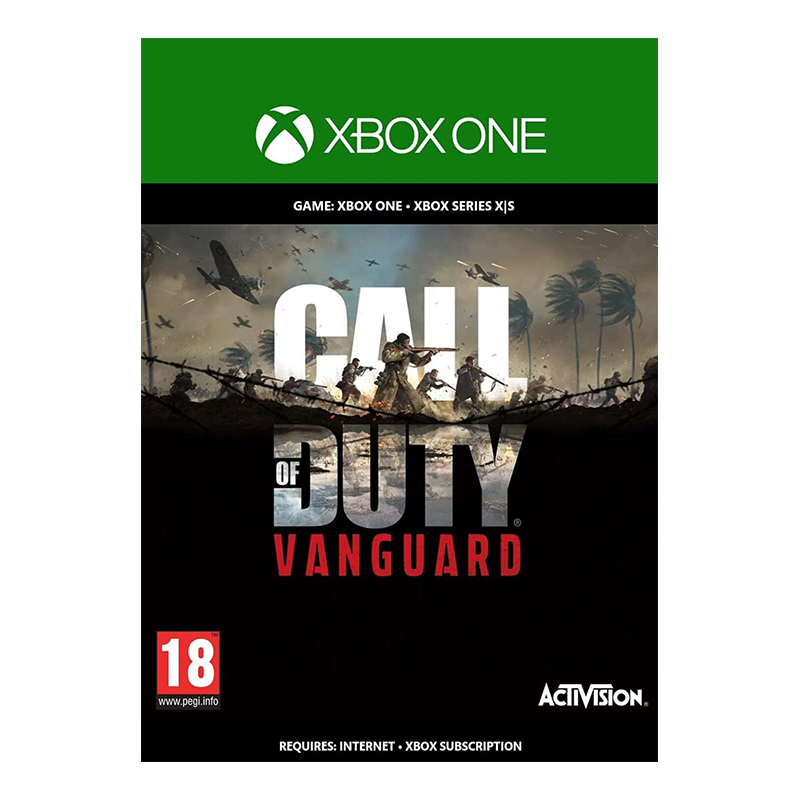 XBOX ONE
GAME: XBOX ONE • XBOX SERIES X|S
CALL
OF DUTY®
VANGUARD
18™
www.pegi.info
ACTIVISION®
REQUIRES: INTERNET • XBOX SUBSCRIPTION